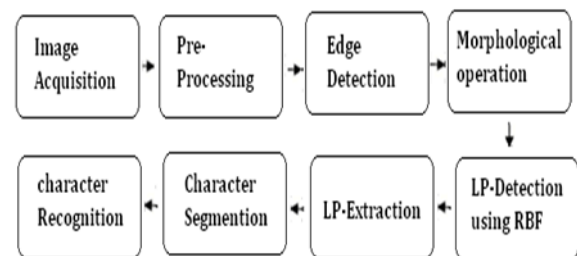 Image
Acquisition
Pre-
Processing
Edge
Detection
Morphological
operation
character
Recognition
Character
Segmention
LP-Extraction
LP-Detection
using RBF